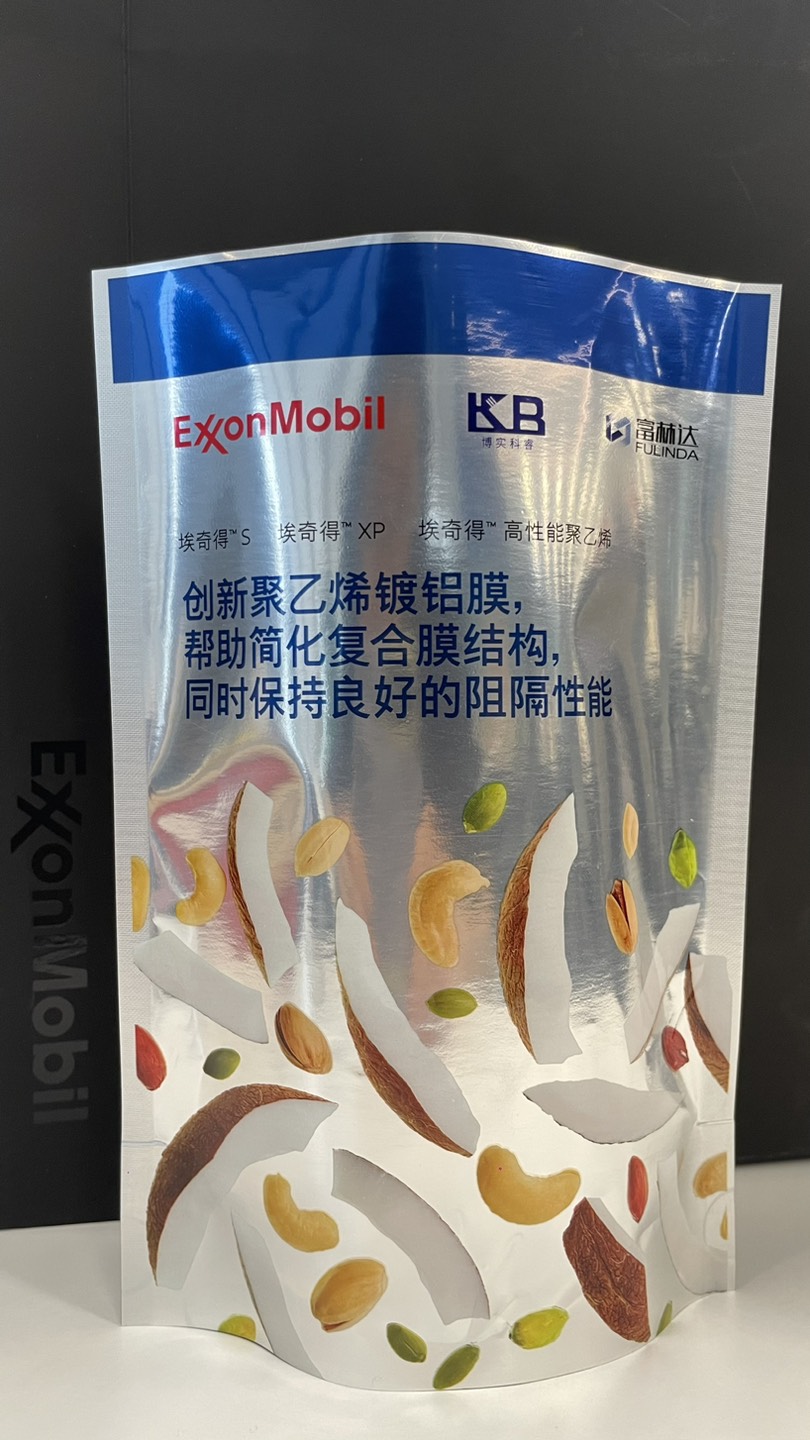 ExxonMobil
KB
博实科睿
富林达
FULINDA
埃奇得™ S 埃奇得™ XP 埃奇得™ 高性能聚乙烯
创新聚乙烯镀铝膜，
帮助简化复合膜结构，
同时保持良好的阻隔性能
ExxonMobil